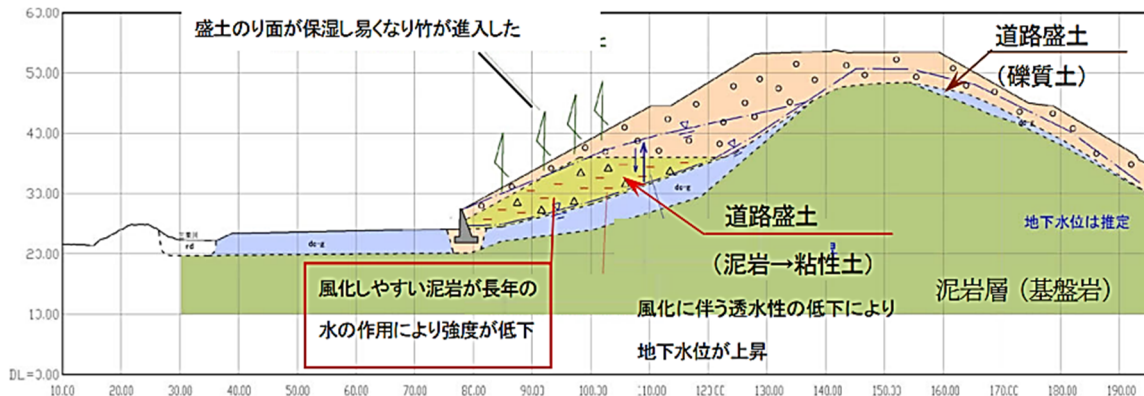 盛土のり面が保湿し易くなり竹が進入した
道路盛土
(礫質土)
道路盛土
(泥岩→粘性土)
地下水位は推定
泥岩層(基盤岩)
風化しやすい泥岩が長年の
水の作用により強度が低下
風化に伴う透水性の低下により
地下水位が上昇
60.00
50.00
40.00
30.00
20.00
10.00
DL=0.00
rd
dc-g
dc-g
10.00 20.00 30.00 40.00 50.00 60.00 70.00 80.00 90.00 100.00 110.00 120.00 130.00 140.00 150.00 160.00 170.00 180.00 190.00